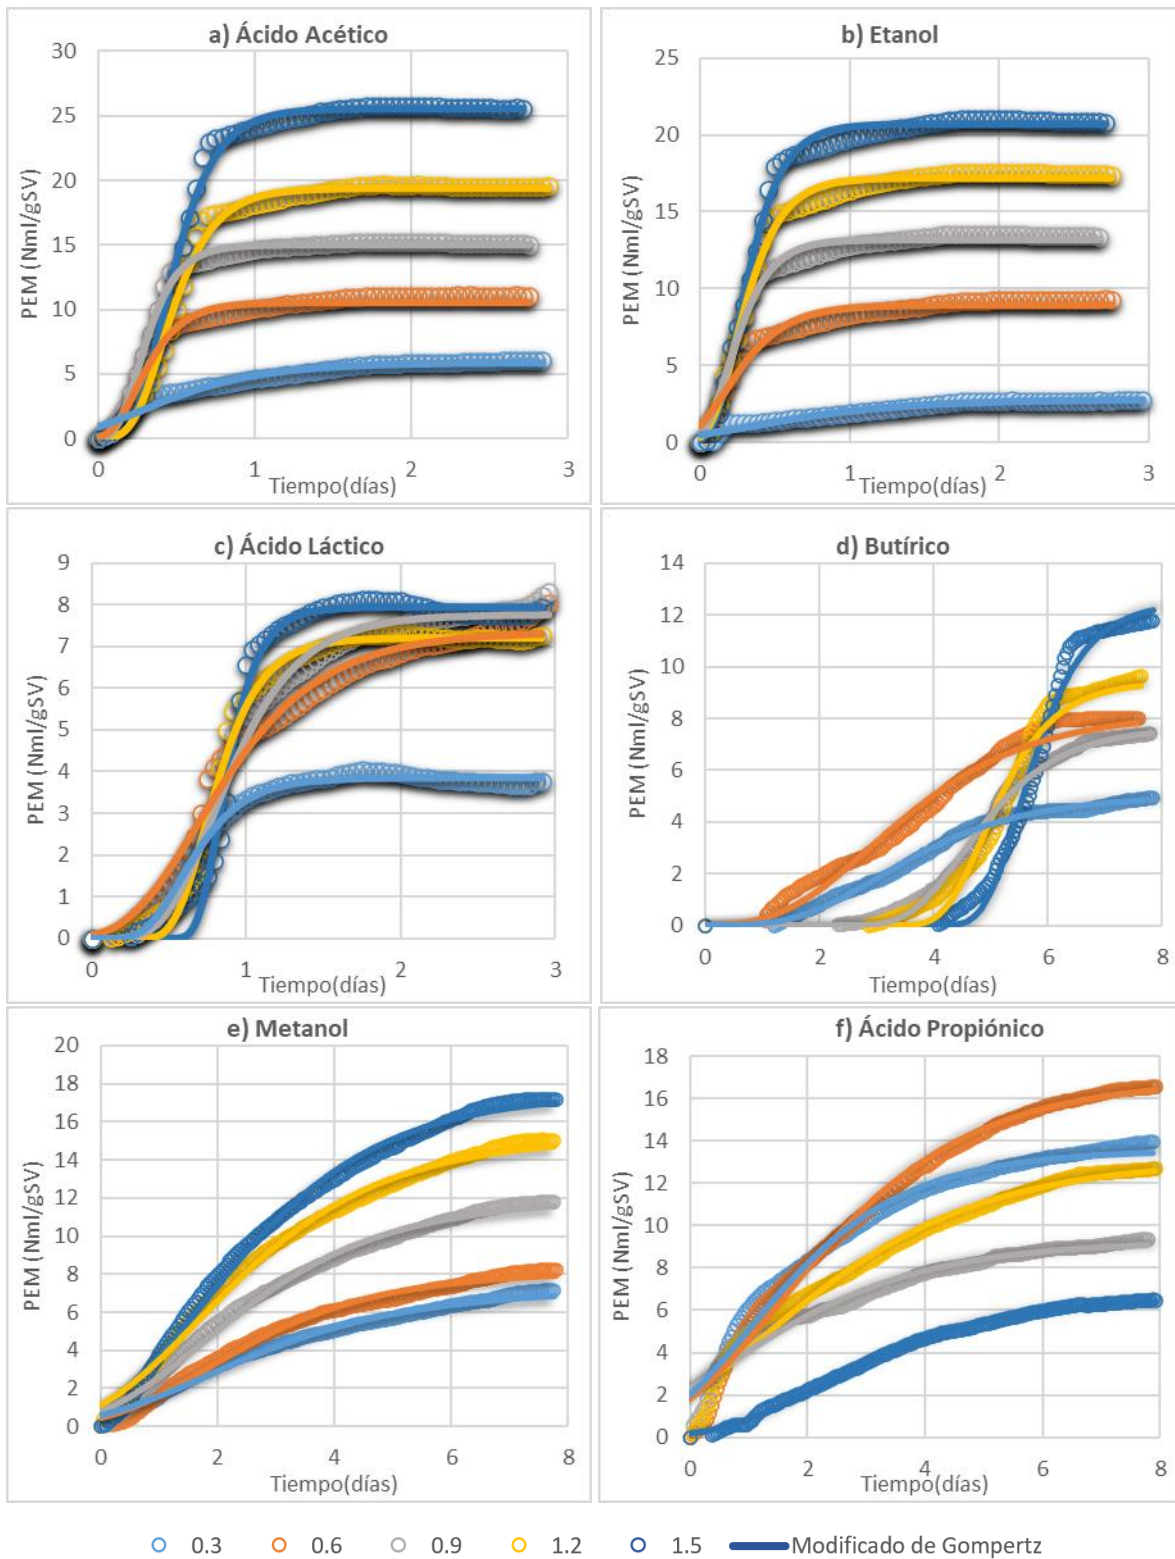 a) Ácido Acético
30
25
20
15
10
5
0
PEM (Nml/gSV)
0 1 2 3
Tiempo(días)
b) Etanol
25
20
15
10
5
0
PEM (Nml/gSV)
0 1 2 3
Tiempo(días)
c) Ácido Láctico
9
8
7
6
5
4
3
2
1
0
PEM (Nml/gSV)
0 1 2 3
Tiempo(días)
d) Butírico
14
12
10
8
6
4
2
0
PEM (Nml/gSV)
0 2 4 6 8
Tiempo(días)
e) Metanol
20
18
16
14
12
10
8
6
4
2
0
PEM (Nml/gSV)
0 2 4 6 8
Tiempo(días)
f) Ácido Propiónico
18
16
14
12
10
8
6
4
2
0
PEM (Nml/gSV)
0 2 4 6 8
Tiempo(días)
0.3 0.6 0.9 1.2 1.5 Modificado de Gompertz